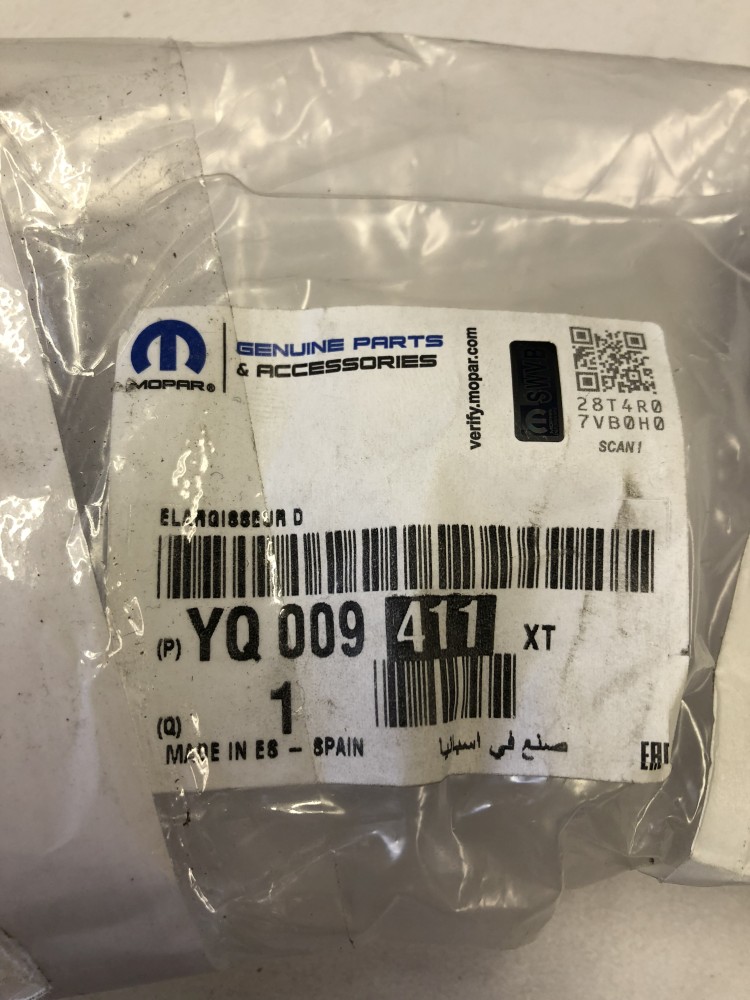 MOPAR®
GENUINE PARTS
& ACCESSORIES
verify.mopar.com
28T4R0
7VB0H0
SCAN!
ELARGISSEUR D
(P) YQ 009 411 XT
(Q) 1
MADE IN ES - SPAIN
صنع في اسبانيا
EAC